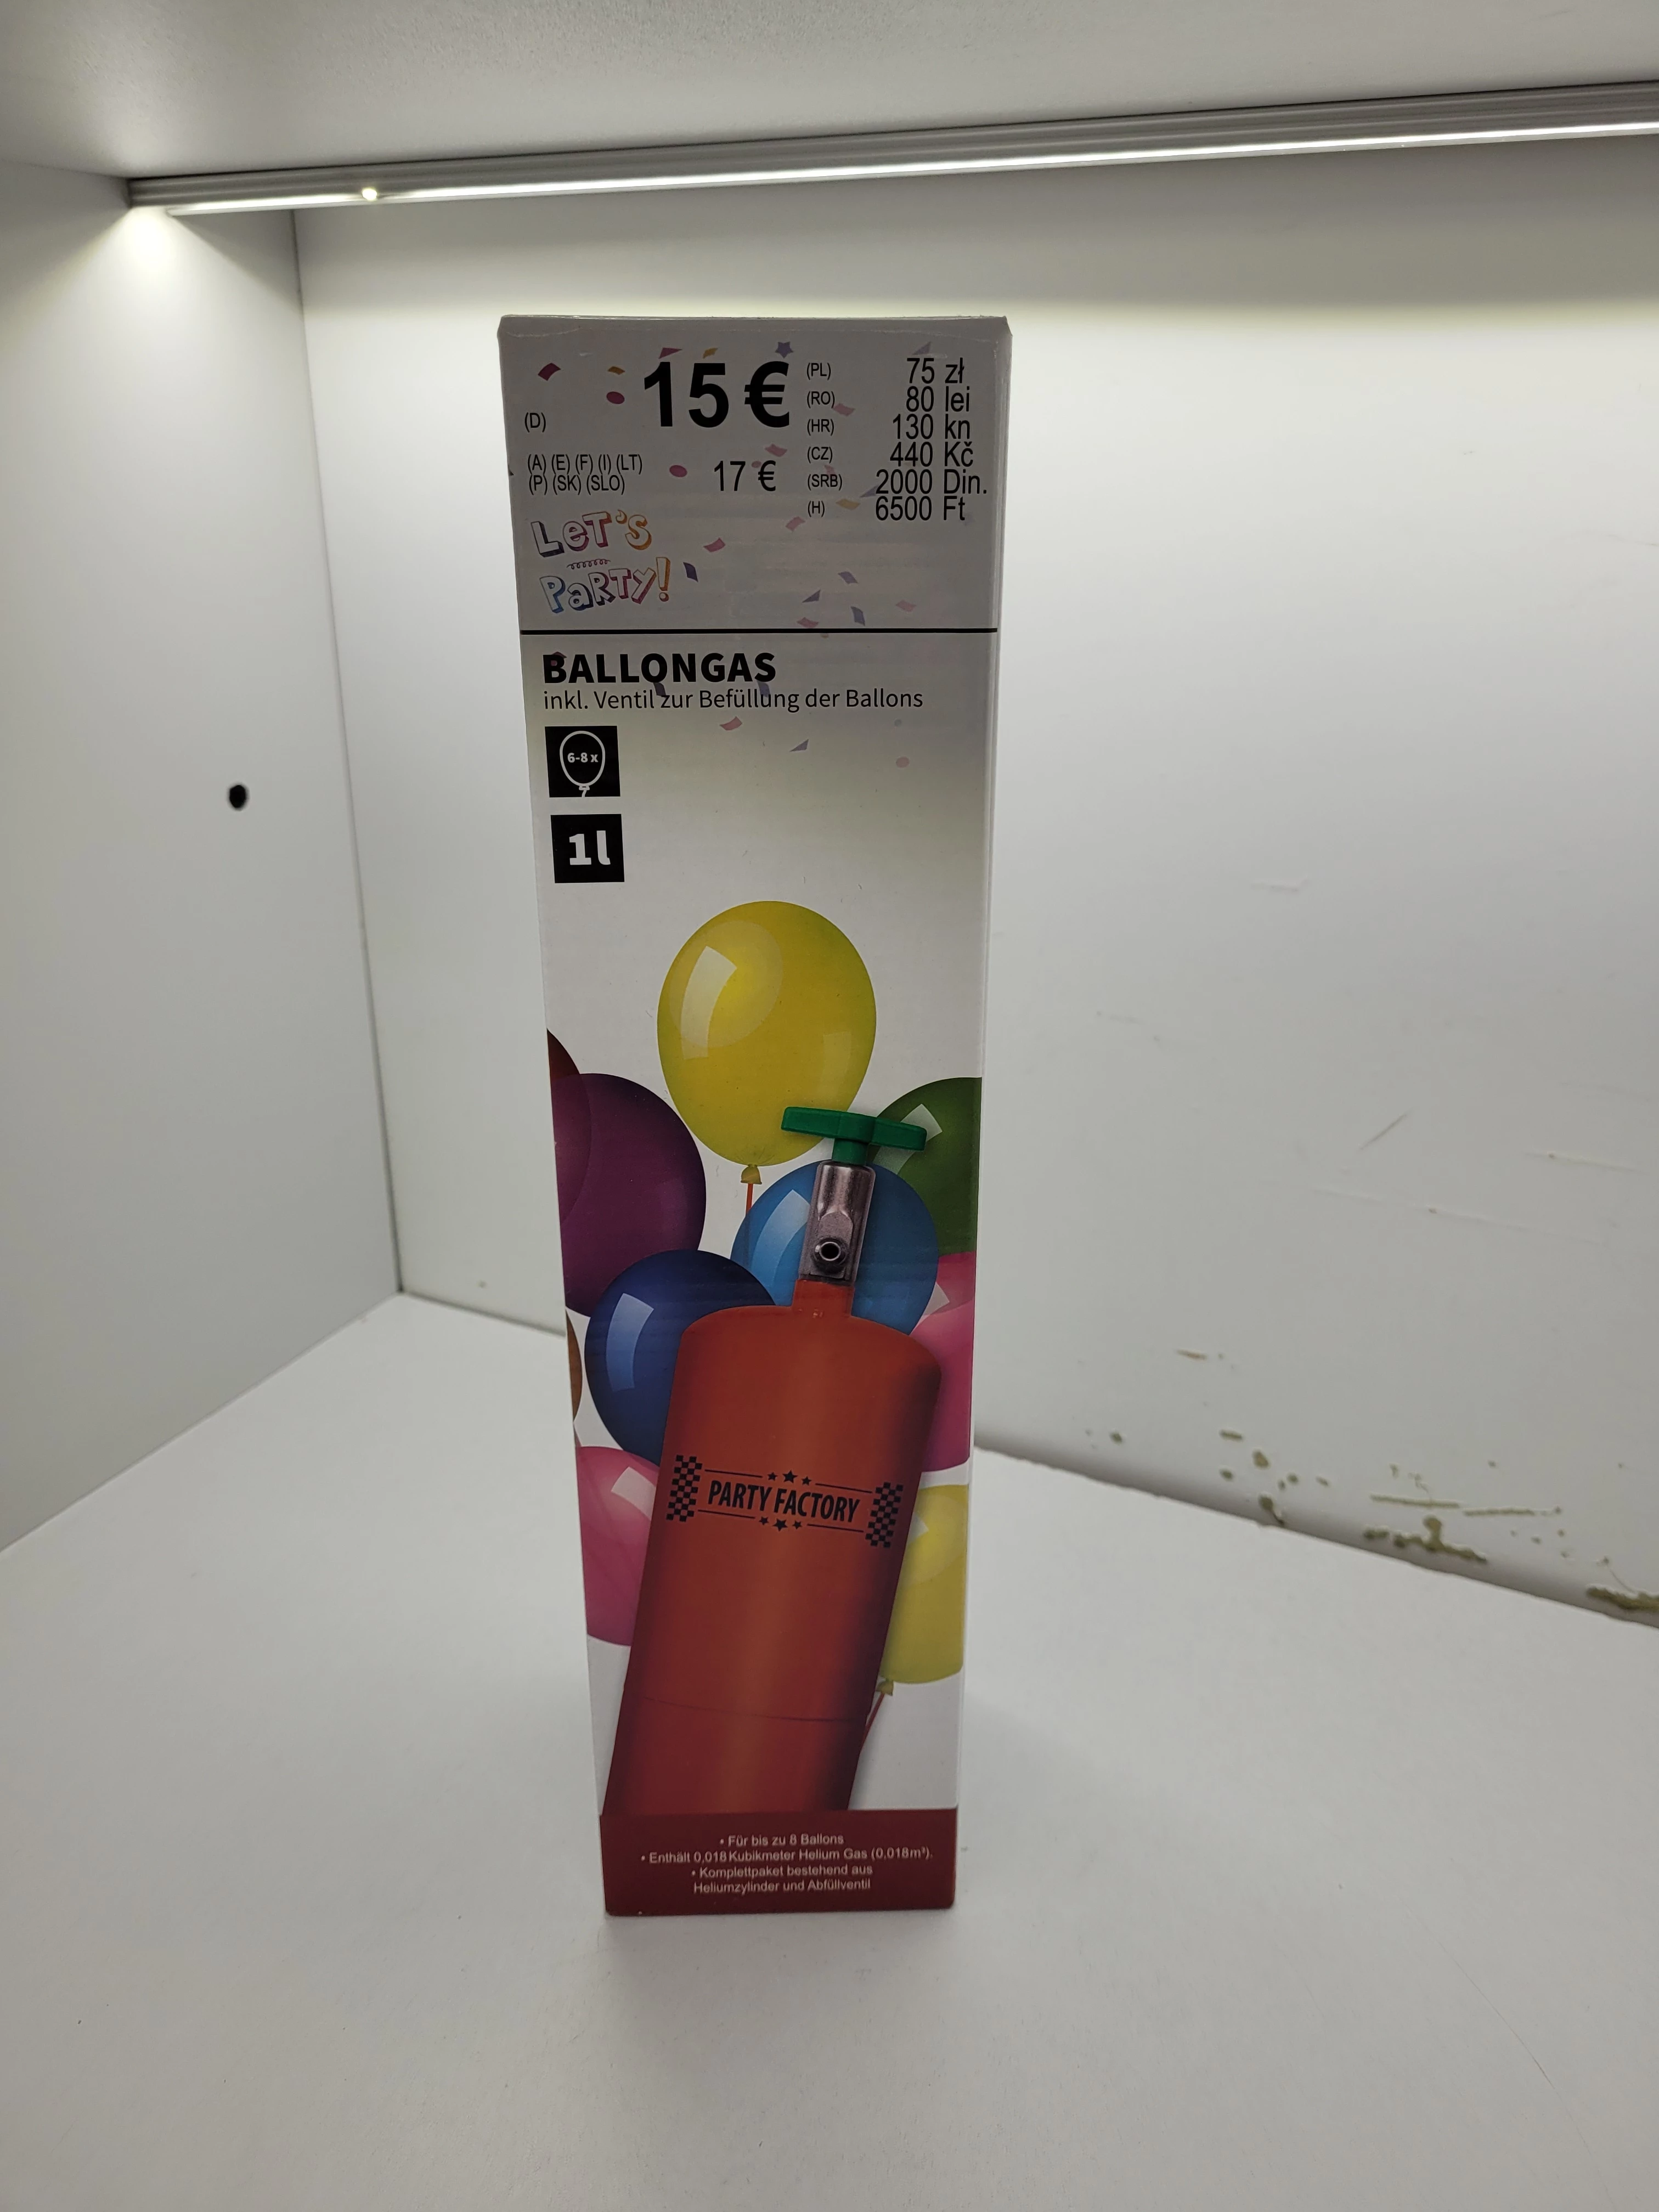 (D) 15 €
(A) (E) (F) (I) (LT)
(P) (SK) (SLO) 17 €
(PL) 75 zł
(RO) 80 lei
(HR) 130 kn
(CZ) 440 Kč
(SRB) 2000 Din.
(H) 6500 Ft
LeT'S
PaRTy!
BALLONGAS
inkl. Ventil zur Befüllung der Ballons
6-8 x
1l
PARTY FACTORY
• Für bis zu 8 Ballons
• Enthält 0,018 Kubikmeter Helium Gas (0.018m³).
• Komplettpaket bestehend aus
Heliumzylinder und Abfüllventil